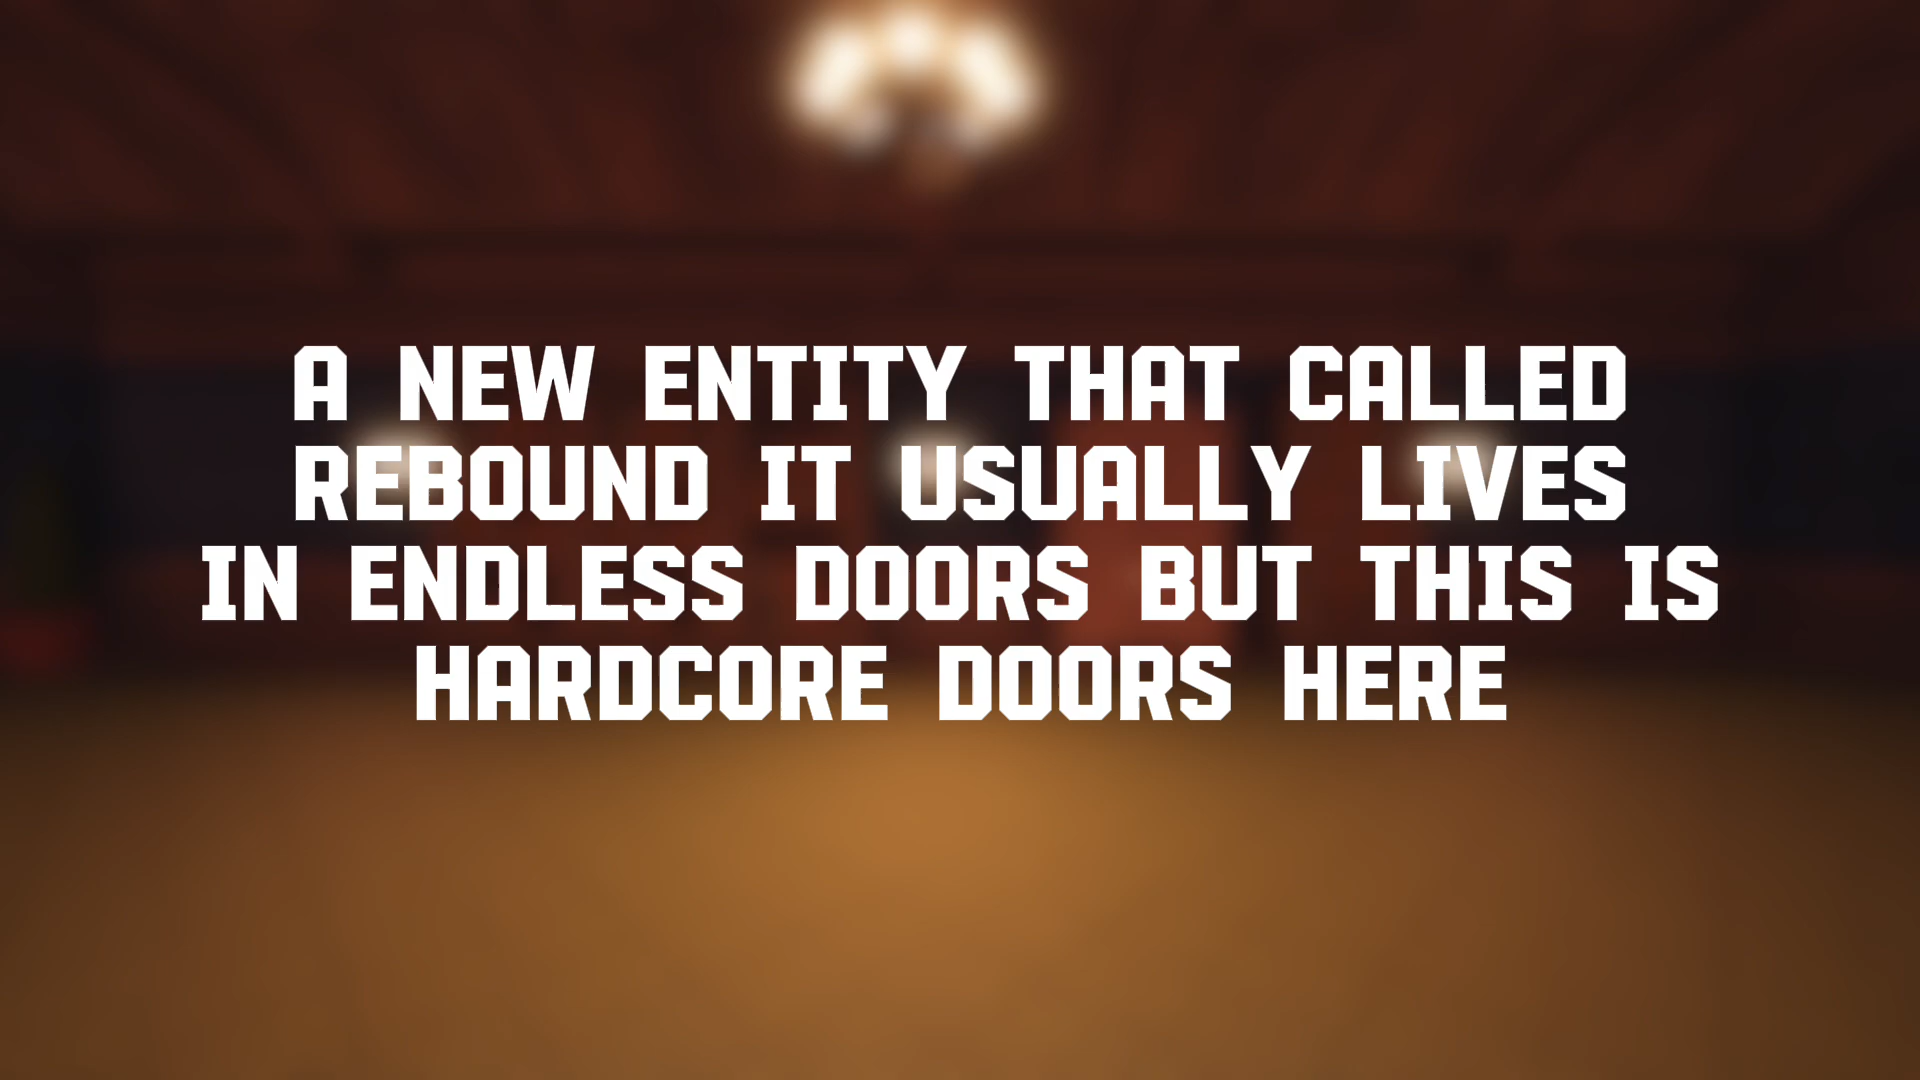 A NEW ENTITY THAT CALLED
REBOUND IT USUALLY LIVES
IN ENDLESS DOORS BUT THIS IS
HARDCORE DOORS HERE